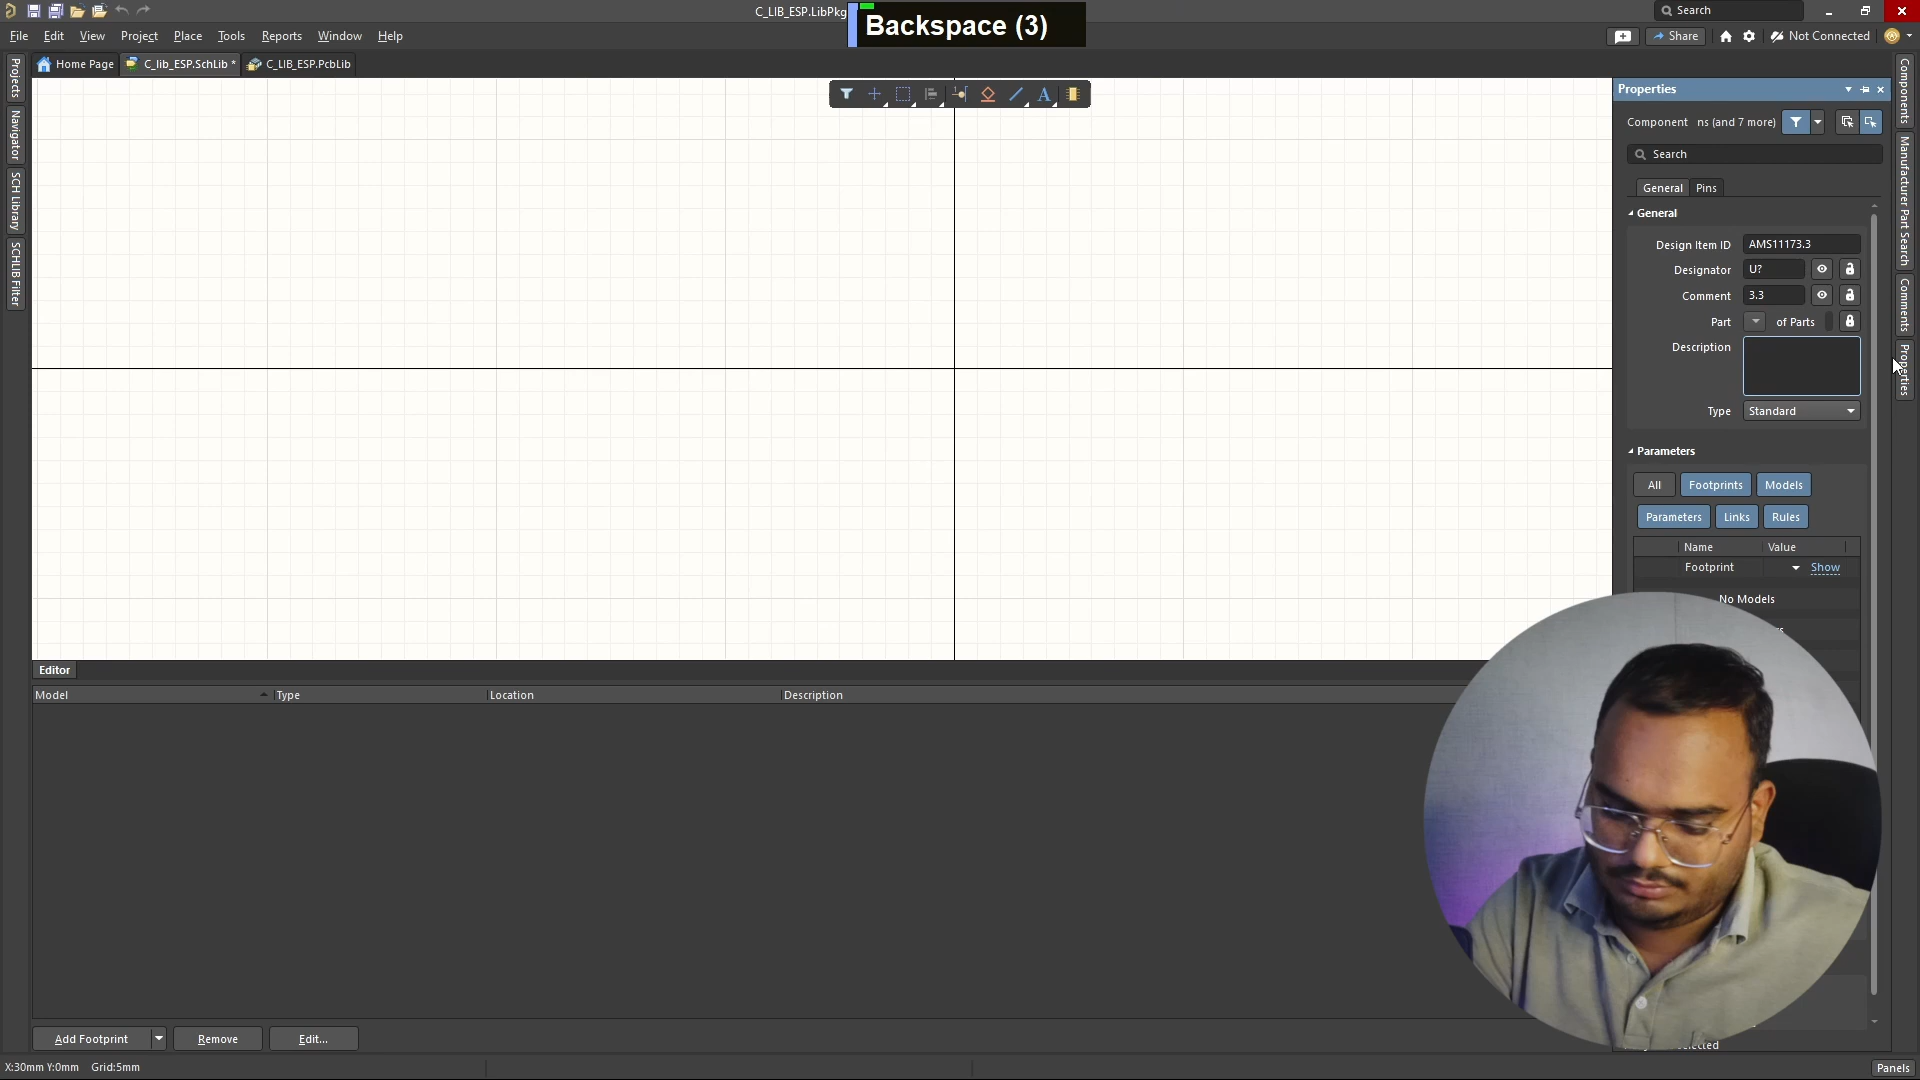 C_LIB_ESP.LibPkg
Backspace (3)
Search
File Edit View Project Place Tools Reports Window Help
Share
Not Connected
Home Page
C_lib_ESP.SchLib *
C_LIB_ESP.PcbLib
Projects
Navigator
SCH Library
SCHLIB Filter
A
Properties
Component ns (and 7 more)
Search
General Pins
General
Design Item ID AMS11173.3
Designator U?
Comment 3.3
Part of Parts
Description
Type Standard
Parameters
All Footprints Models
Parameters Links Rules
Name Value
Footprint Show
No Models
Components
Manufacturer Part Search
Comments
Properties
Editor
Model Type Location Description
Add Footprint Remove Edit...
X:30mm Y:0mm Grid:5mm
Panels